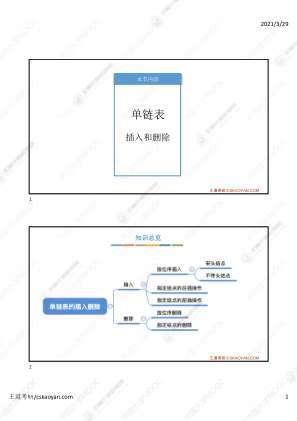 2021/3/29
本节内容
单链表
插入和删除
王道考研/CSKAOYAN.COM
1
知识总览
单链表的插入删除
插入
按位序插入
带头结点
不带头结点
指定结点的后插操作
指定结点的前插操作
删除
按位序删除
指定结点的删除
王道考研/CSKAOYAN.COM
2
王道考研/cskaoyan.com
1